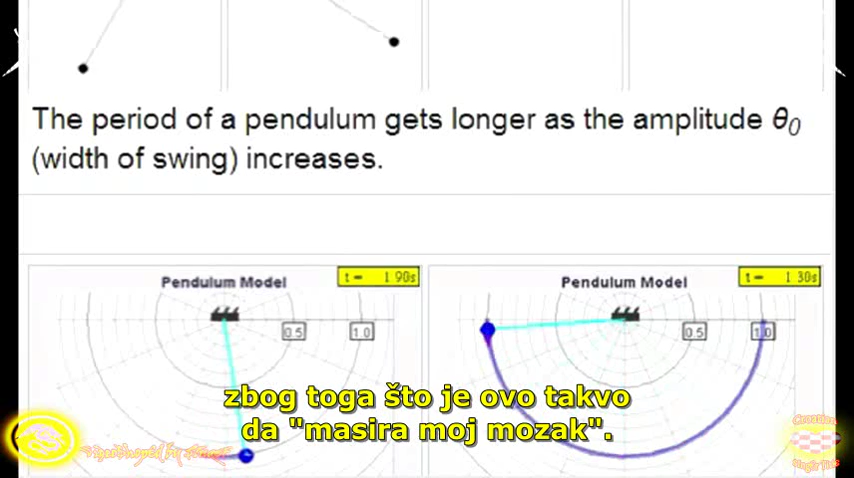 The period of a pendulum gets longer as the amplitude θ0
(width of swing) increases.
Pendulum Model
t = 1.90s
0.5
1.0
Pendulum Model
t = 1.30s
0.5
1.0
zbog toga što je ovo takvo
da "masira moj mozak".
Croatian